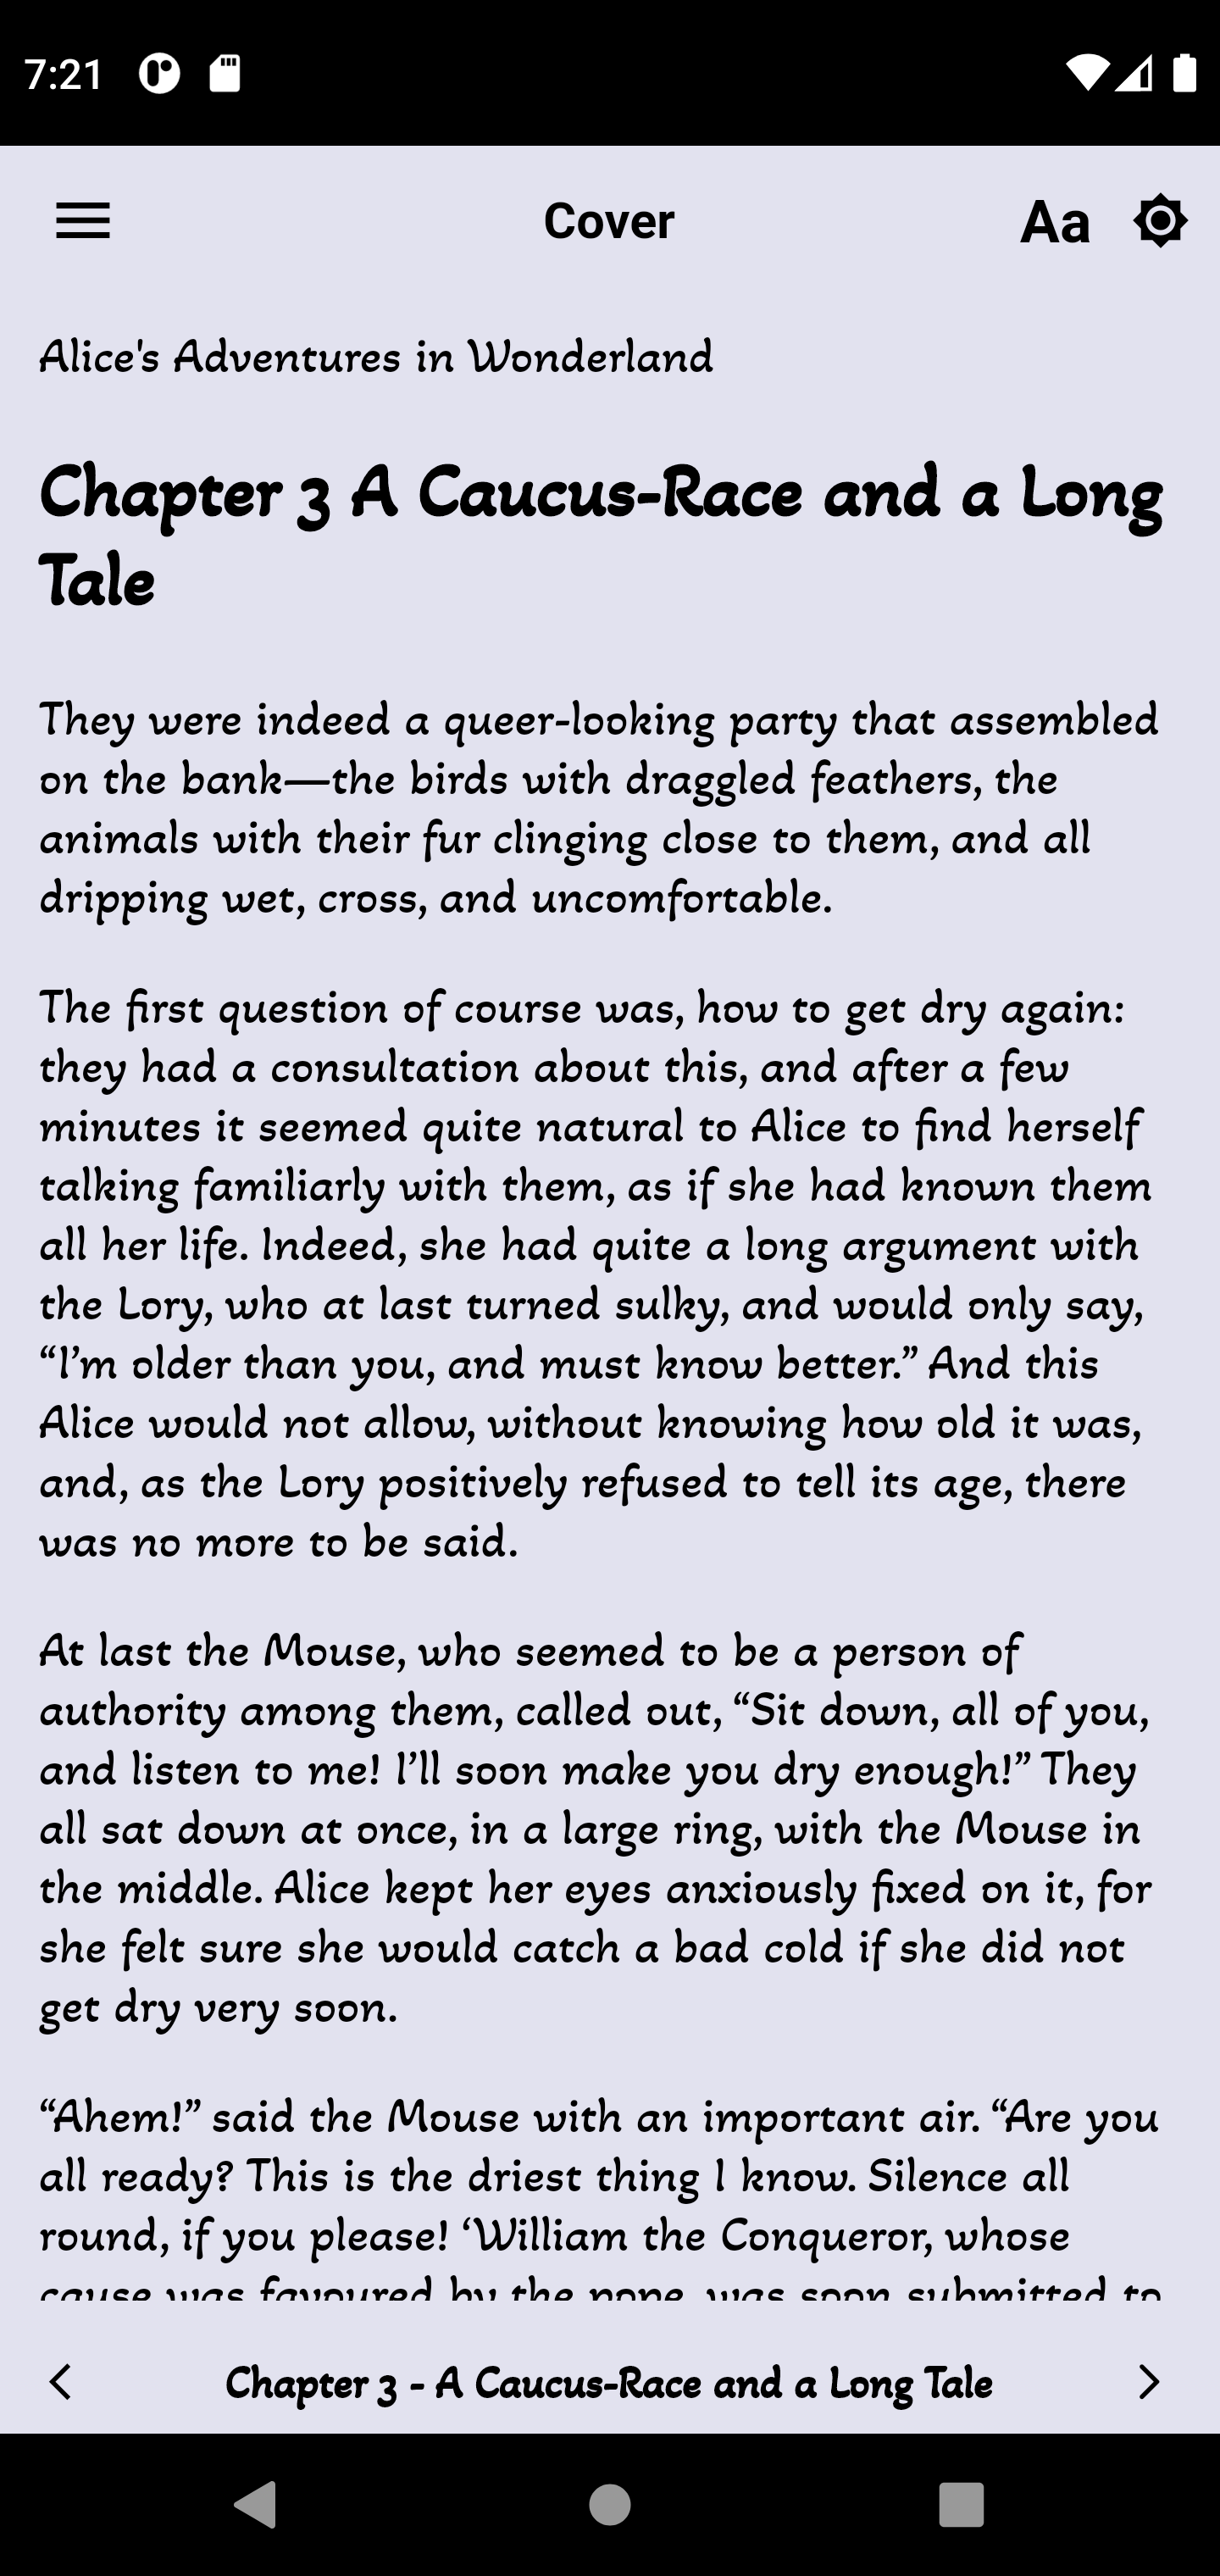 7:21
Cover
Aa
Alice's Adventures in Wonderland
Chapter 3 A Caucus-Race and a Long
Tale
They were indeed a queer-looking party that assembled
on the bank—the birds with draggled feathers, the
animals with their fur clinging close to them, and all
dripping wet, cross, and uncomfortable.
The first question of course was, how to get dry again:
they had a consultation about this, and after a few
minutes it seemed quite natural to Alice to find herself
talking familiarly with them, as if she had known them
all her life. Indeed, she had quite a long argument with
the Lory, who at last turned sulky, and would only say,
“I’m older than you, and must know better.” And this
Alice would not allow, without knowing how old it was,
and, as the Lory positively refused to tell its age, there
was no more to be said.
At last the Mouse, who seemed to be a person of
authority among them, called out, “Sit down, all of you,
and listen to me! I’ll soon make you dry enough!” They
all sat down at once, in a large ring, with the Mouse in
the middle. Alice kept her eyes anxiously fixed on it, for
she felt sure she would catch a bad cold if she did not
get dry very soon.
“Ahem!” said the Mouse with an important air. “Are you
all ready? This is the driest thing I know. Silence all
round, if you please! ‘William the Conqueror, whose
cause was favoured by the pope, was soon submitted to
Chapter 3 - A Caucus-Race and a Long Tale